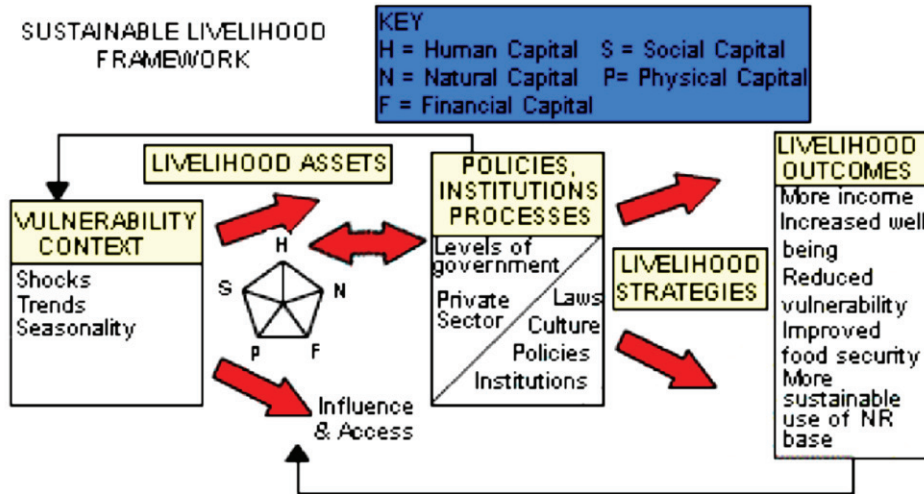 SUSTAINABLE LIVELIHOOD
FRAMEWORK
KEY
H = Human Capital S = Social Capital
N = Natural Capital P= Physical Capital
F = Financial Capital
LIVELIHOOD ASSETS
VULNERABILITY
CONTEXT
Shocks
Trends
Seasonality
H
S
N
P
F
Influence
& Access
POLICIES,
INSTITUTIONS
PROCESSES
Levels of
government
Private
Sector
Laws
Culture
Policies
Institutions
LIVELIHOOD
STRATEGIES
LIVELIHOOD
OUTCOMES
More income
Increased well
being
Reduced
vulnerability
Improved
food security
More
sustainable
use of NR
base